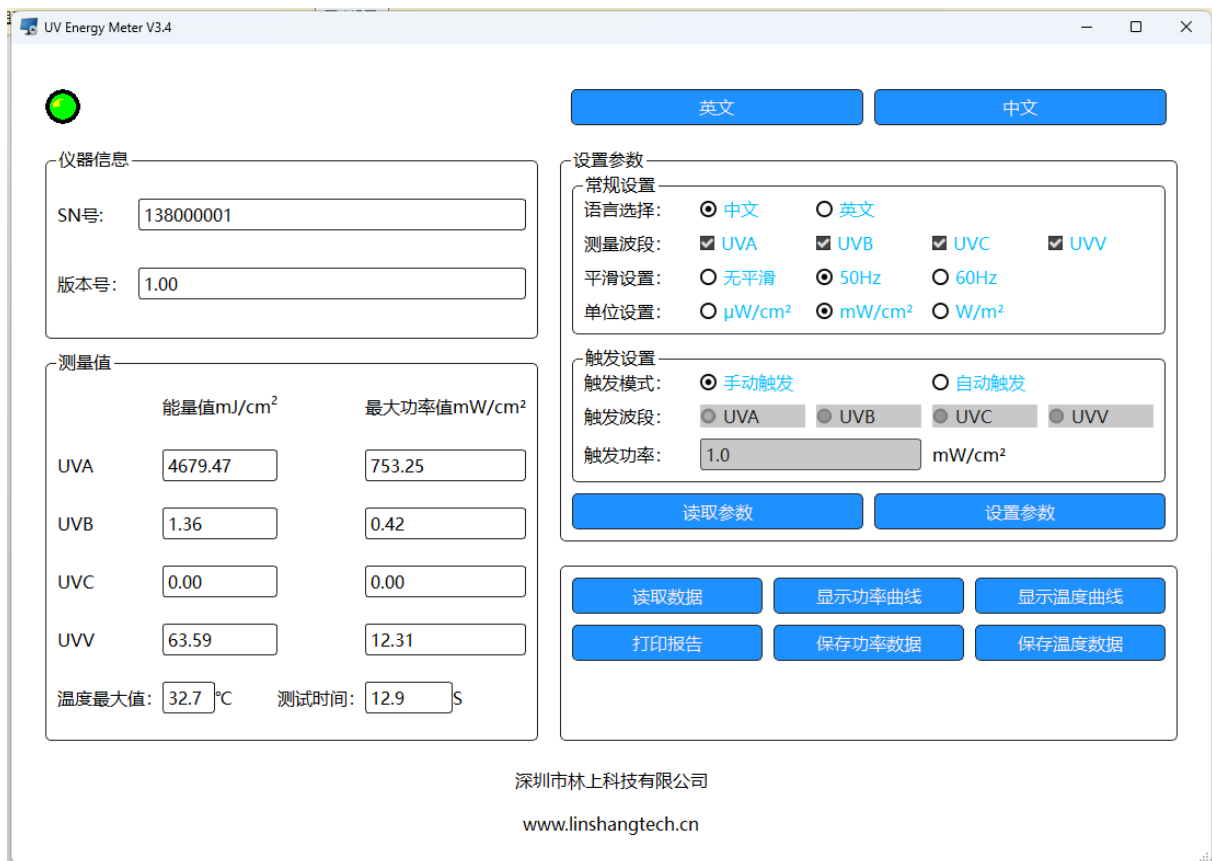 UV Energy Meter V3.4
英文 中文
仪器信息
SN号: 138000001
版本号: 1.00
测量值
能量值mJ/cm² 最大功率值mW/cm²
UVA 4679.47 753.25
UVB 1.36 0.42
UVC 0.00 0.00
UVV 63.59 12.31
温度最大值: 32.7 ℃ 测试时间: 12.9 S
设置参数
常规设置
语言选择: 中文 英文
测量波段: UVA UVB UVC UVV
平滑设置: 无平滑 50Hz 60Hz
单位设置: μW/cm² mW/cm² W/m²
触发设置
触发模式: 手动触发 自动触发
触发波段: UVA UVB UVC UVV
触发功率: 1.0 mW/cm²
读取参数 设置参数
读取数据 显示功率曲线 显示温度曲线
打印报告 保存功率数据 保存温度数据
深圳市林上科技有限公司
www.linshangtech.cn